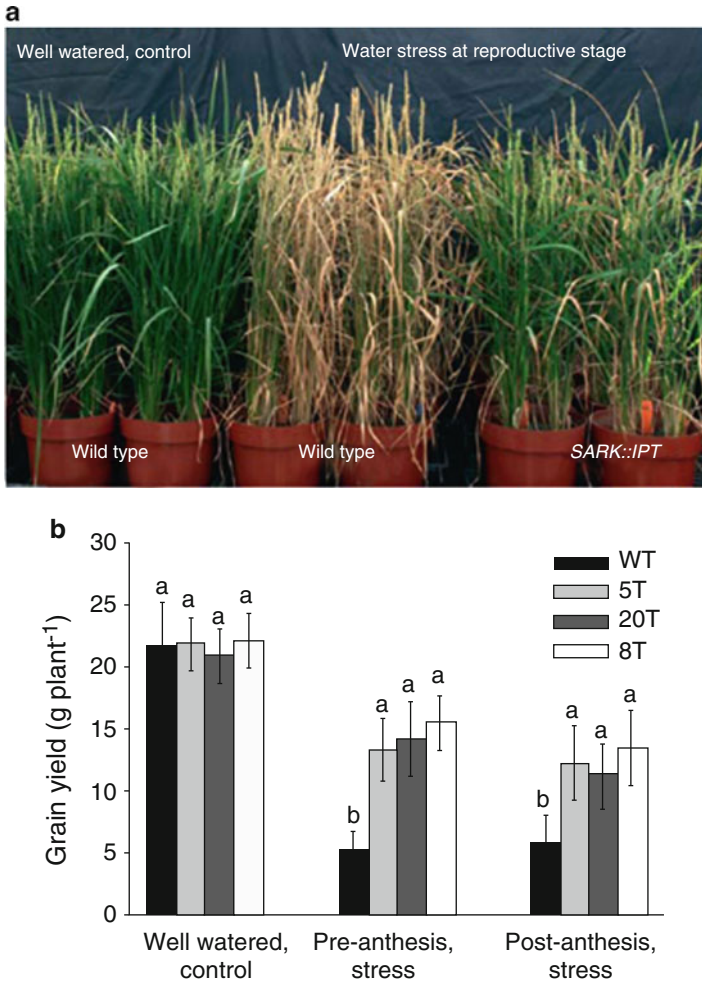 a
Well watered, control
Water stress at reproductive stage
Wild type
Wild type
SARK::IPT
b
30
25
20
15
10
5
0
Grain yield (g plant-1)
WT
5T
20T
8T
a
a
a
a
b
a
a
a
b
a
a
a
Well watered,
control
Pre-anthesis,
stress
Post-anthesis,
stress